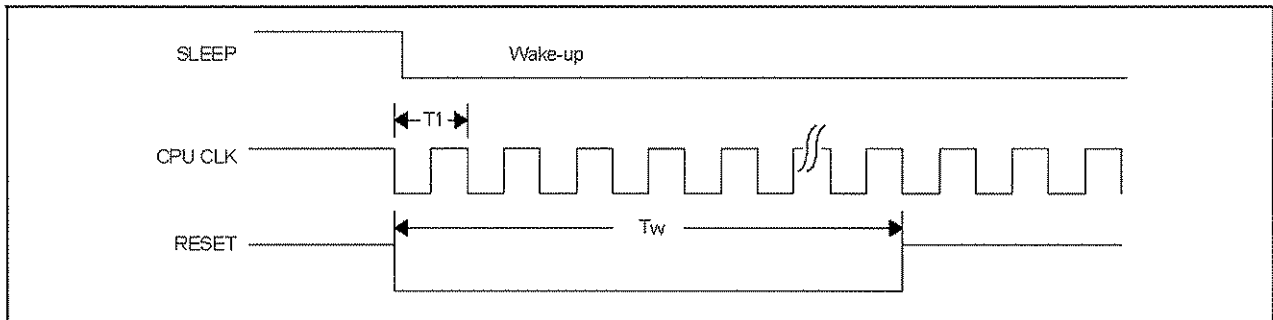 SLEEP
Wake-up
T1
CPU CLK
Tw
RESET